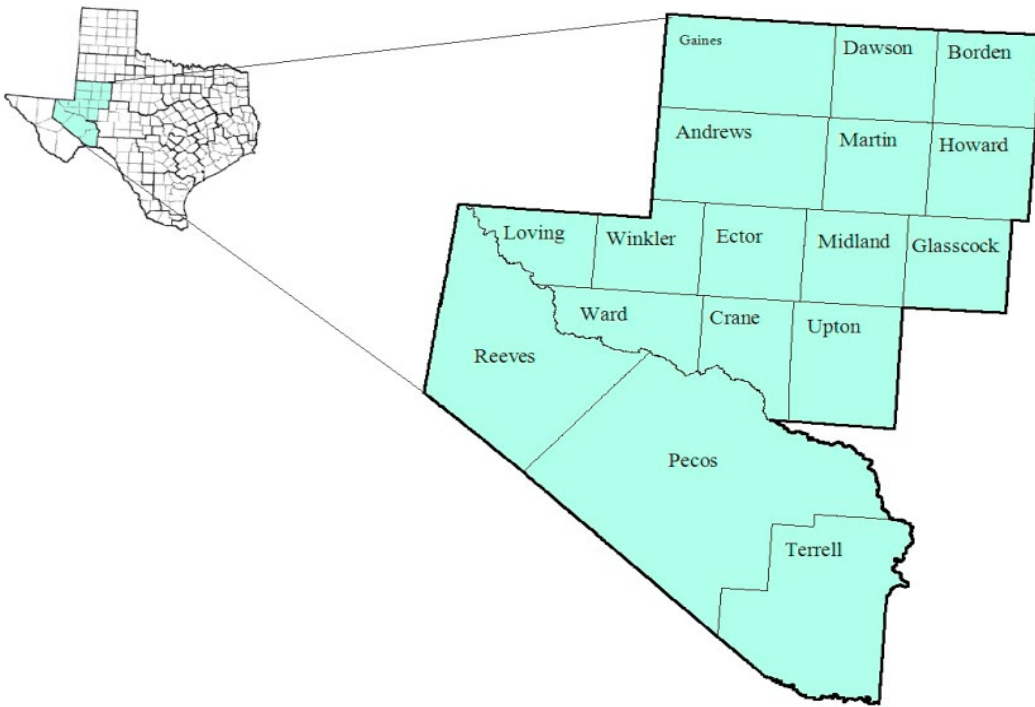 Gaines
Dawson
Borden
Andrews
Martin
Howard
Loving
Winkler
Ector
Midland
Glasscock
Ward
Crane
Upton
Reeves
Pecos
Terrell